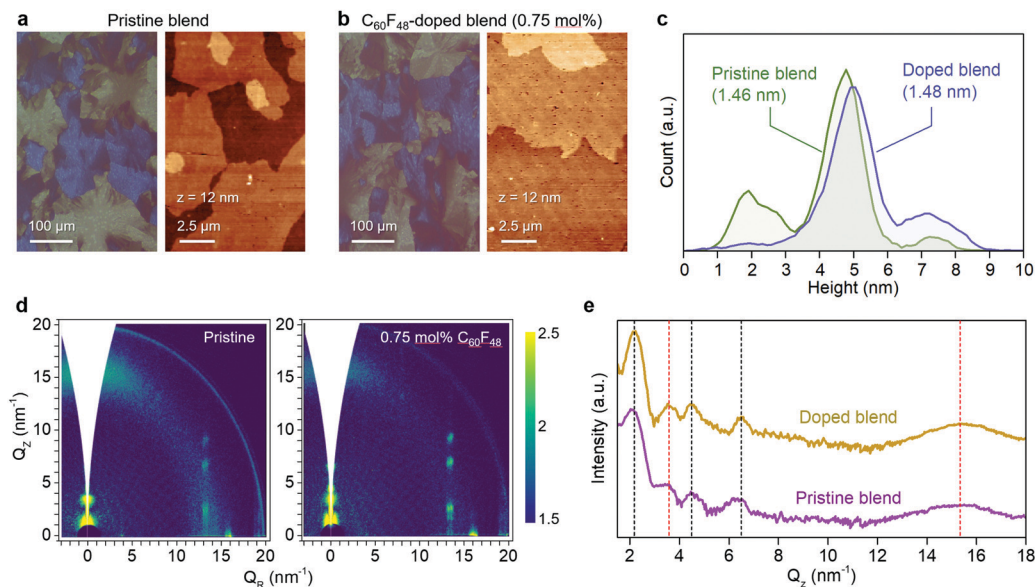 a
Pristine blend
100 µm
z = 12 nm
2.5 µm
b
C₆₀F₄₈-doped blend (0.75 mol%)
100 µm
z = 12 nm
2.5 µm
c
Count (a.u.)
Pristine blend
(1.46 nm)
Doped blend
(1.48 nm)
0 1 2 3 4 5 6 7 8 9 10
Height (nm)
d
Q_Z (nm⁻¹)
20
15
10
5
0
Pristine
0 5 10 15 20
20
15
10
5
0
0.75 mol% C₆₀F₄₈
0 5 10 15 20
Q_R (nm⁻¹)
2.5
2
1.5
e
Intensity (a.u.)
Doped blend
Pristine blend
2 4 6 8 10 12 14 16 18
Q_z (nm⁻¹)